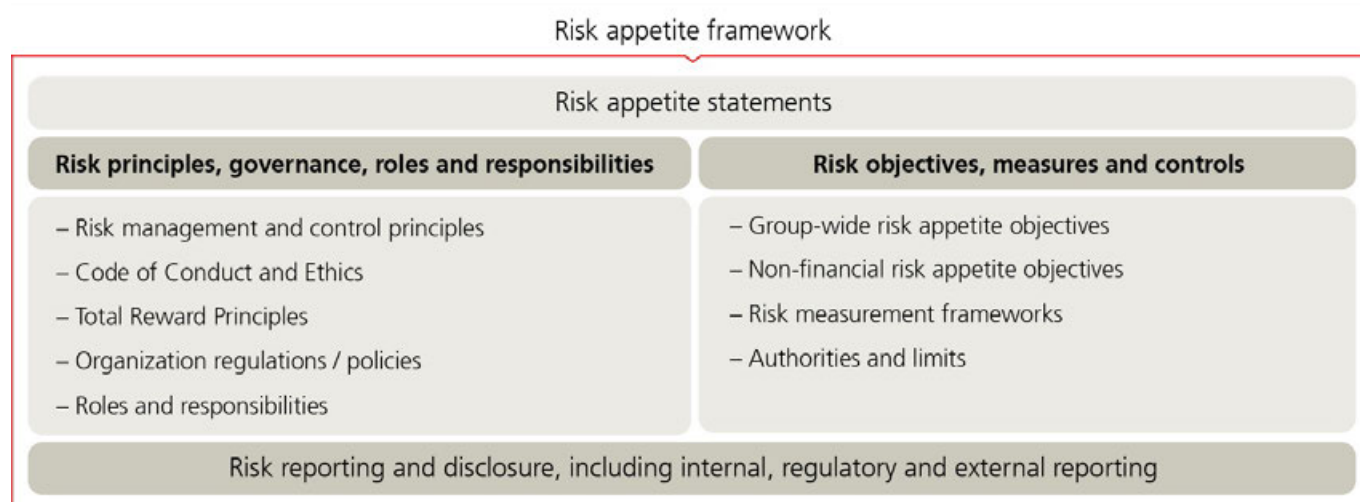 Risk appetite framework
Risk appetite statements
Risk principles, governance, roles and responsibilities
– Risk management and control principles
– Code of Conduct and Ethics
– Total Reward Principles
– Organization regulations / policies
– Roles and responsibilities
Risk objectives, measures and controls
– Group-wide risk appetite objectives
– Non-financial risk appetite objectives
– Risk measurement frameworks
– Authorities and limits
Risk reporting and disclosure, including internal, regulatory and external reporting